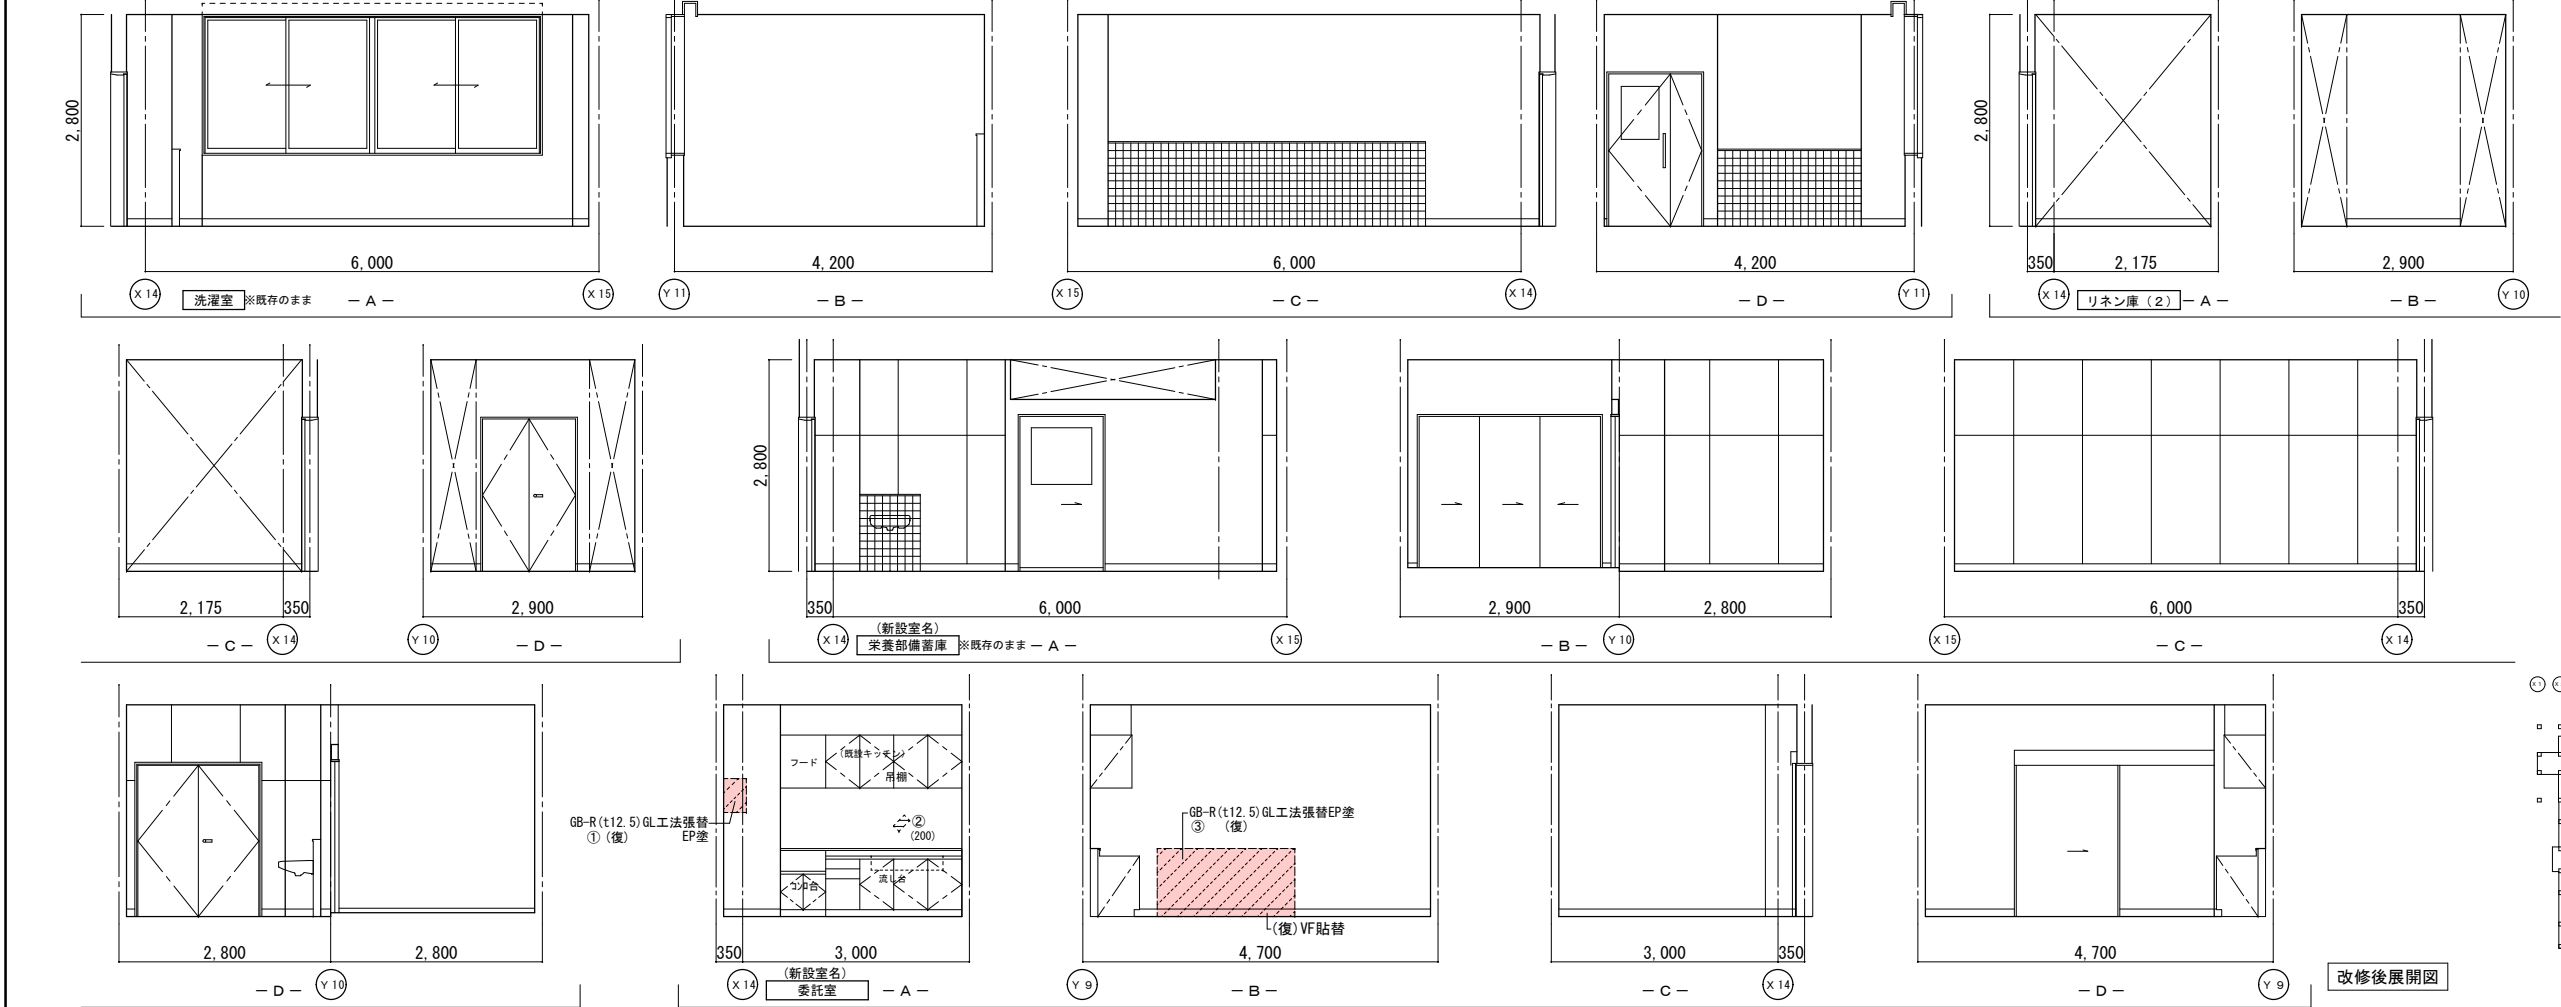 2,800
6,000
4,200
6,000
4,200
2,800
350
2,175
2,900
X14
洗濯室
※既存のまま
－A－
X15
Y11
－B－
X15
－C－
X14
－D－
Y11
X14
リネン庫（2）
－A－
－B－
Y10
2,800
2,175
350
2,900
350
6,000
2,900
2,800
6,000
350
－C－
X14
Y10
－D－
X14
(新設室名)
栄養部備蓄庫
※既存のまま
－A－
X15
－B－
Y10
X15
－C－
X14
フード
(既設キッチン)
吊棚
GB-R(t12.5)GL工法張替
①(復) EP塗
②
(200)
コンロ台
流し台
GB-R(t12.5)GL工法張替EP塗
③ (復)
(復)VF貼替
2,800
2,800
350
3,000
4,700
3,000
350
4,700
－D－
Y10
X14
(新設室名)
委託室
－A－
Y9
－B－
－C－
X14
－D－
Y9
改修後展開図